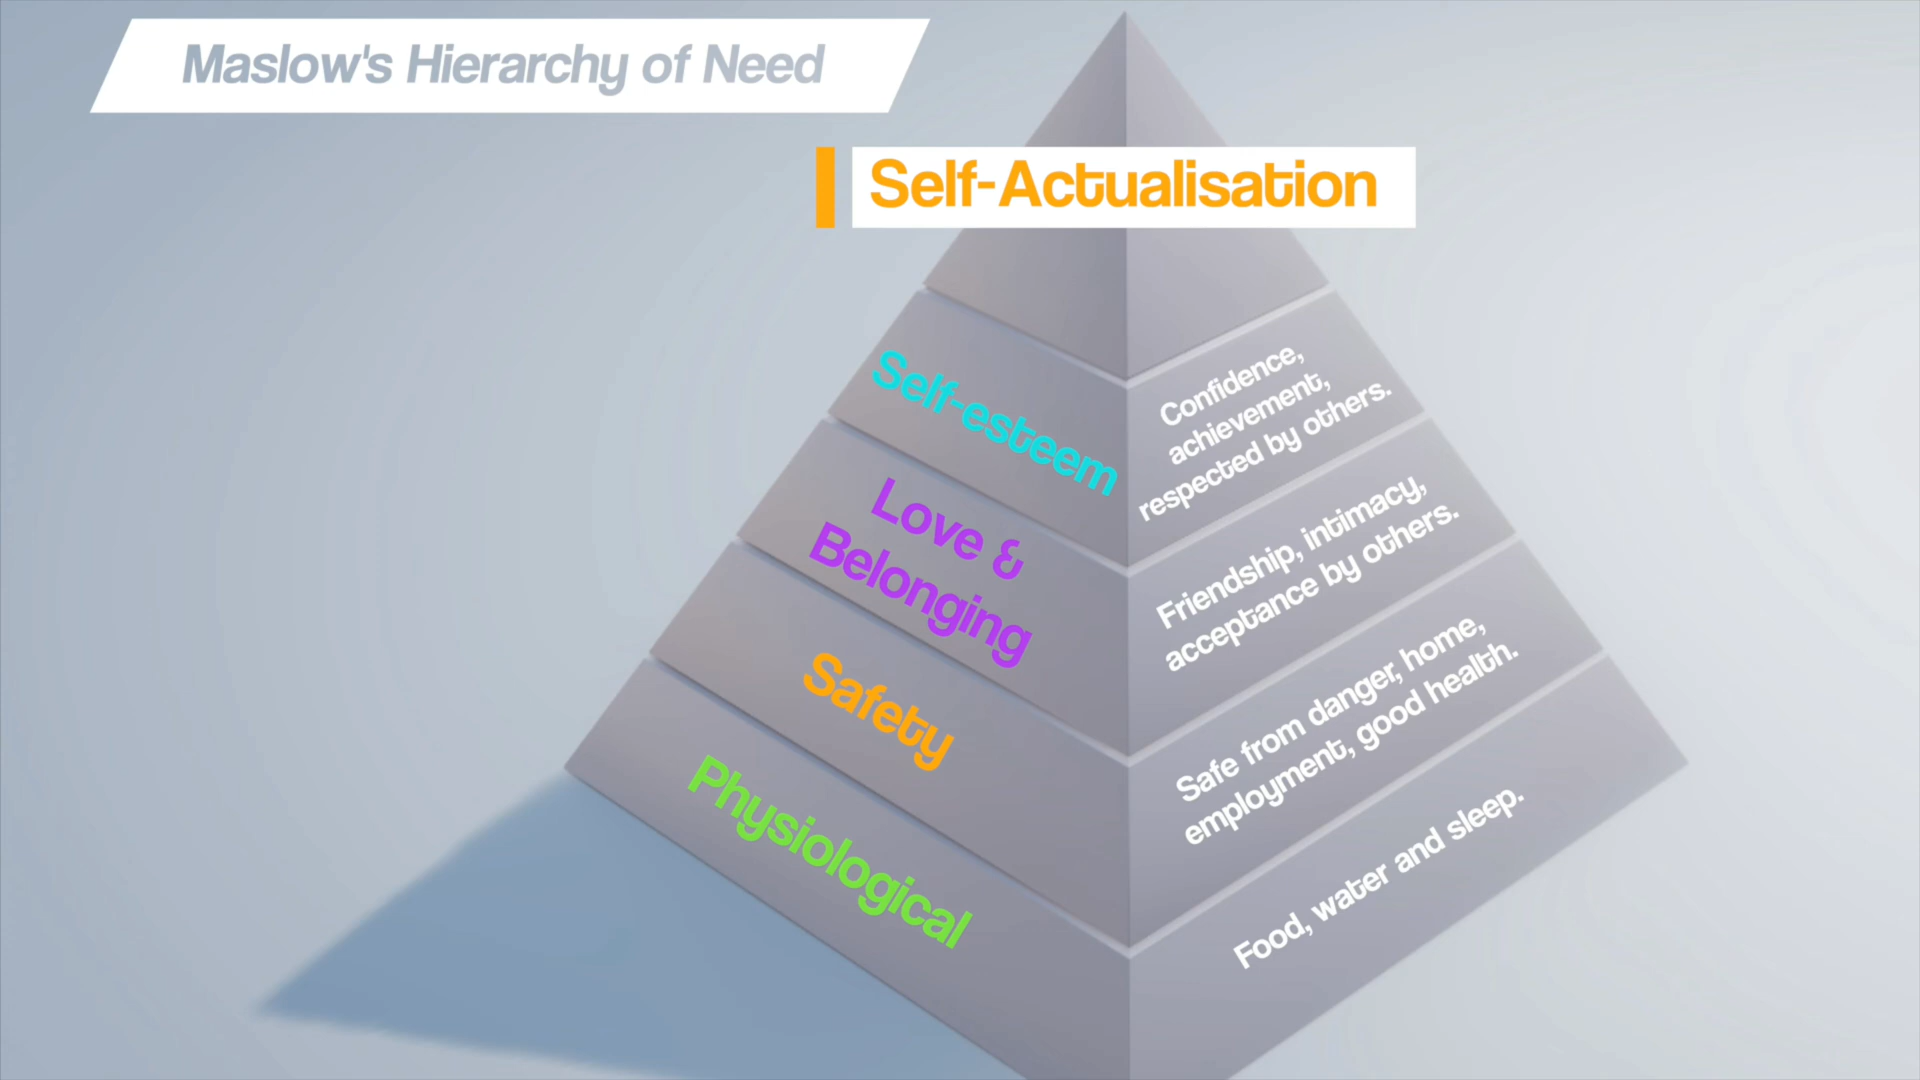 Maslow's Hierarchy of Need
Self-Actualisation
Self-esteem
Confidence,
achievement,
respected by others.
Love &
Belonging
Friendship, intimacy,
acceptance by others.
Safety
Safe from danger, home,
employment, good health.
Physiological
Food, water and sleep.